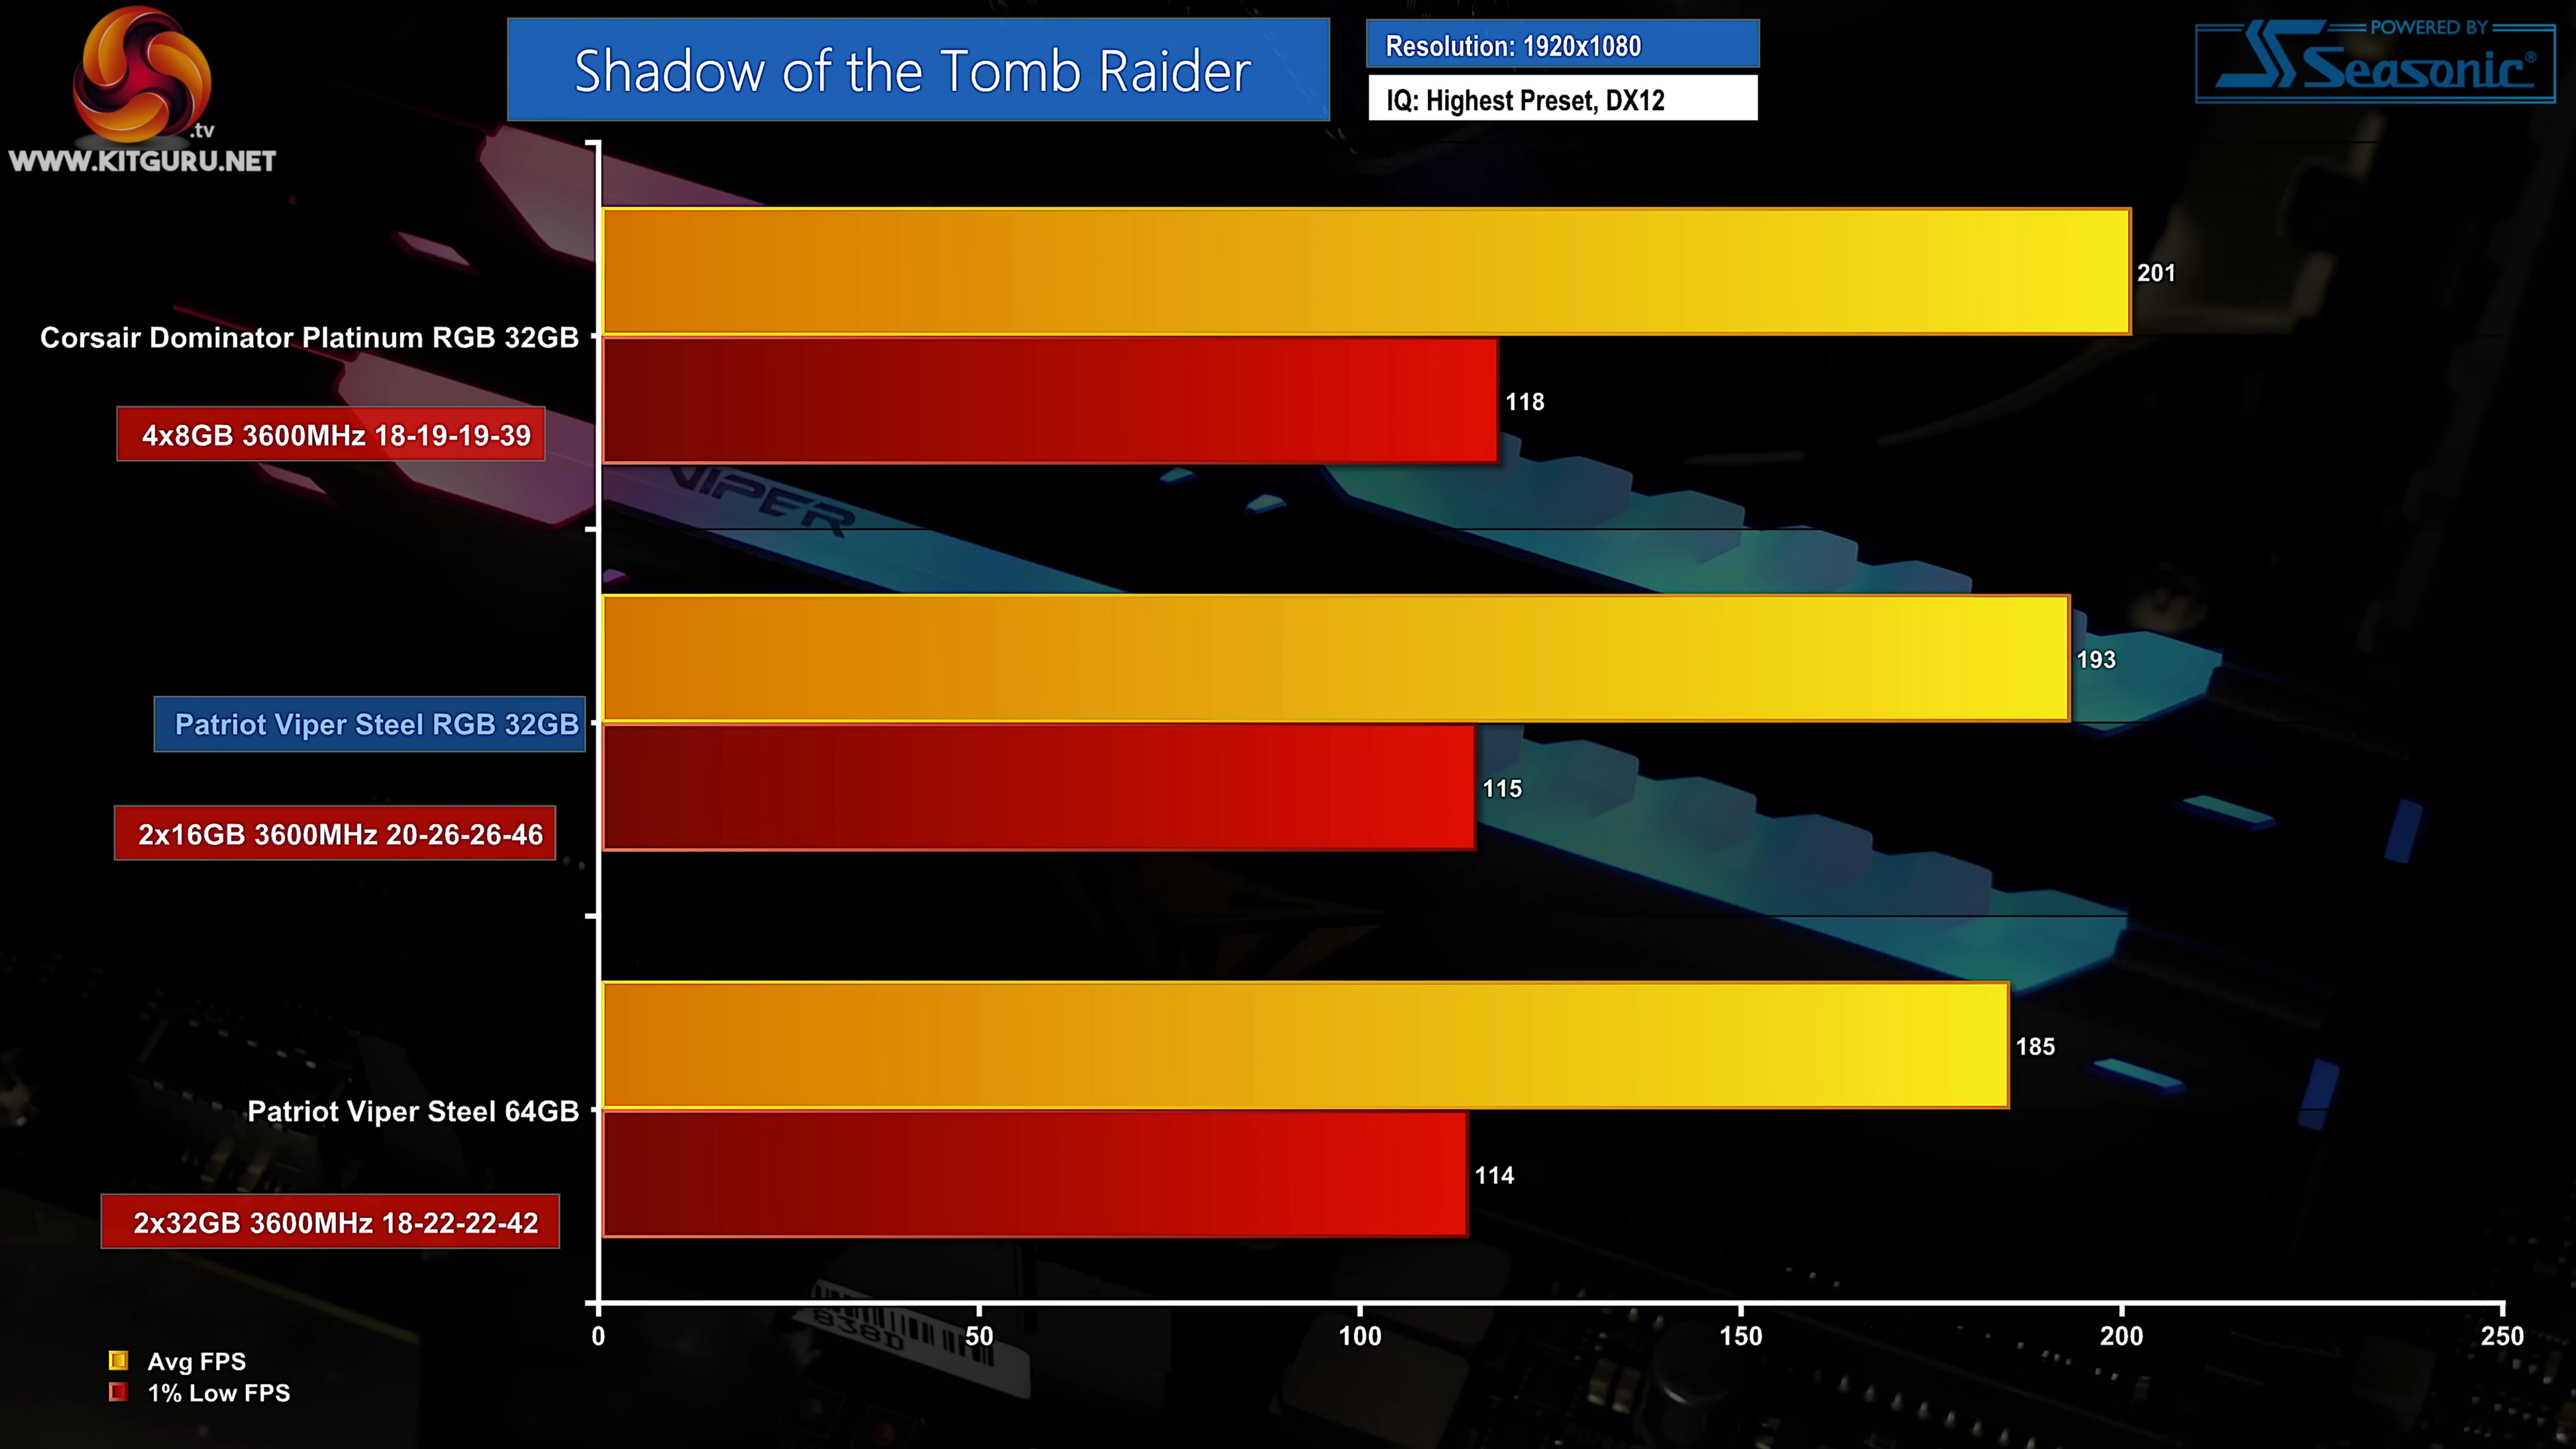 .tv
WWW.KITGURU.NET
Shadow of the Tomb Raider
Resolution: 1920x1080
IQ: Highest Preset, DX12
POWERED BY
Seasonic®
201
Corsair Dominator Platinum RGB 32GB
118
4x8GB 3600MHz 18-19-19-39
VIPER
193
Patriot Viper Steel RGB 32GB
115
2x16GB 3600MHz 20-26-26-46
185
Patriot Viper Steel 64GB
114
2x32GB 3600MHz 18-22-22-42
0 50 100 150 200 250
Avg FPS
1% Low FPS